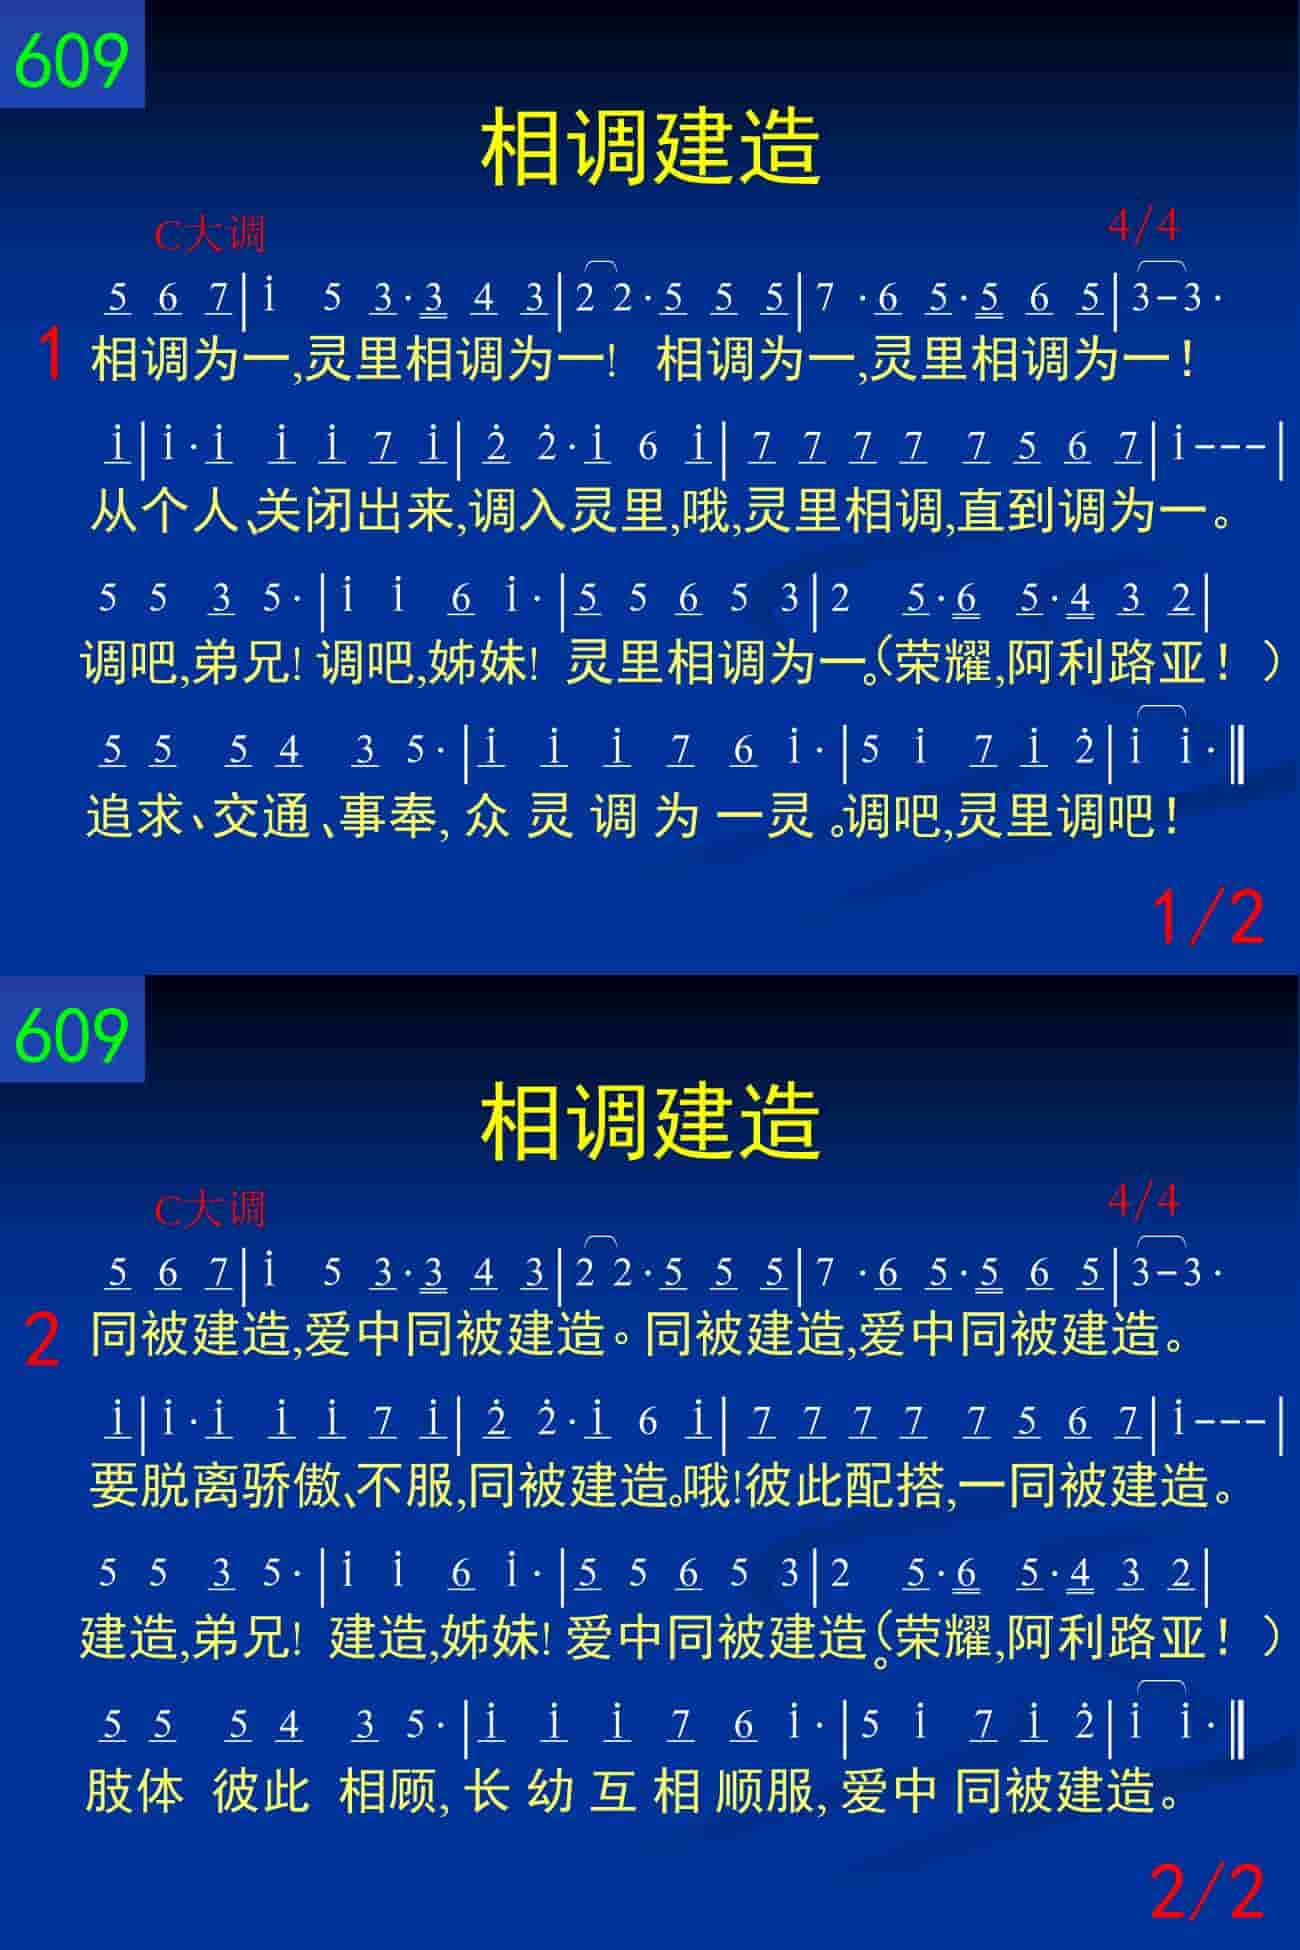 609
相调建造
C大调 4/4
5 6 7|i 5 3·3 4 3|2 2·5 5 5|7 ·6 5·5 6 5|3-3·
1 相调为一,灵里相调为一! 相调为一,灵里相调为一!
i|i·i i i 7 i|2̇ 2̇·i 6 i|7 7 7 7 7 5 6 7|i---|
从个人、关闭出来,调入灵里,哦,灵里相调,直到调为一。
5 5 3 5·|i i 6 i·|5 5 6 5 3|2 5·6 5·4 3 2|
调吧,弟兄! 调吧,姊妹! 灵里相调为一。(荣耀,阿利路亚! )
5 5 5 4 3 5·|i i i 7 6 i·|5 i 7 i 2̇|i i·‖
追求、交通、事奉, 众 灵 调 为 一灵 。调吧,灵里调吧!
1/2
609
相调建造
C大调 4/4
5 6 7|i 5 3·3 4 3|2 2·5 5 5|7 ·6 5·5 6 5|3-3·
2 同被建造,爱中同被建造。同被建造,爱中同被建造。
i|i·i i i 7 i|2̇ 2̇·i 6 i|7 7 7 7 7 5 6 7|i---|
要脱离骄傲、不服,同被建造。哦!彼此配搭,一同被建造。
5 5 3 5·|i i 6 i·|5 5 6 5 3|2 5·6 5·4 3 2|
建造,弟兄! 建造,姊妹! 爱中同被建造。(荣耀,阿利路亚! )
5 5 5 4 3 5·|i i i 7 6 i·|5 i 7 i 2̇|i i·‖
肢体 彼此 相顾, 长 幼 互 相 顺服, 爱中 同被建造。
2/2